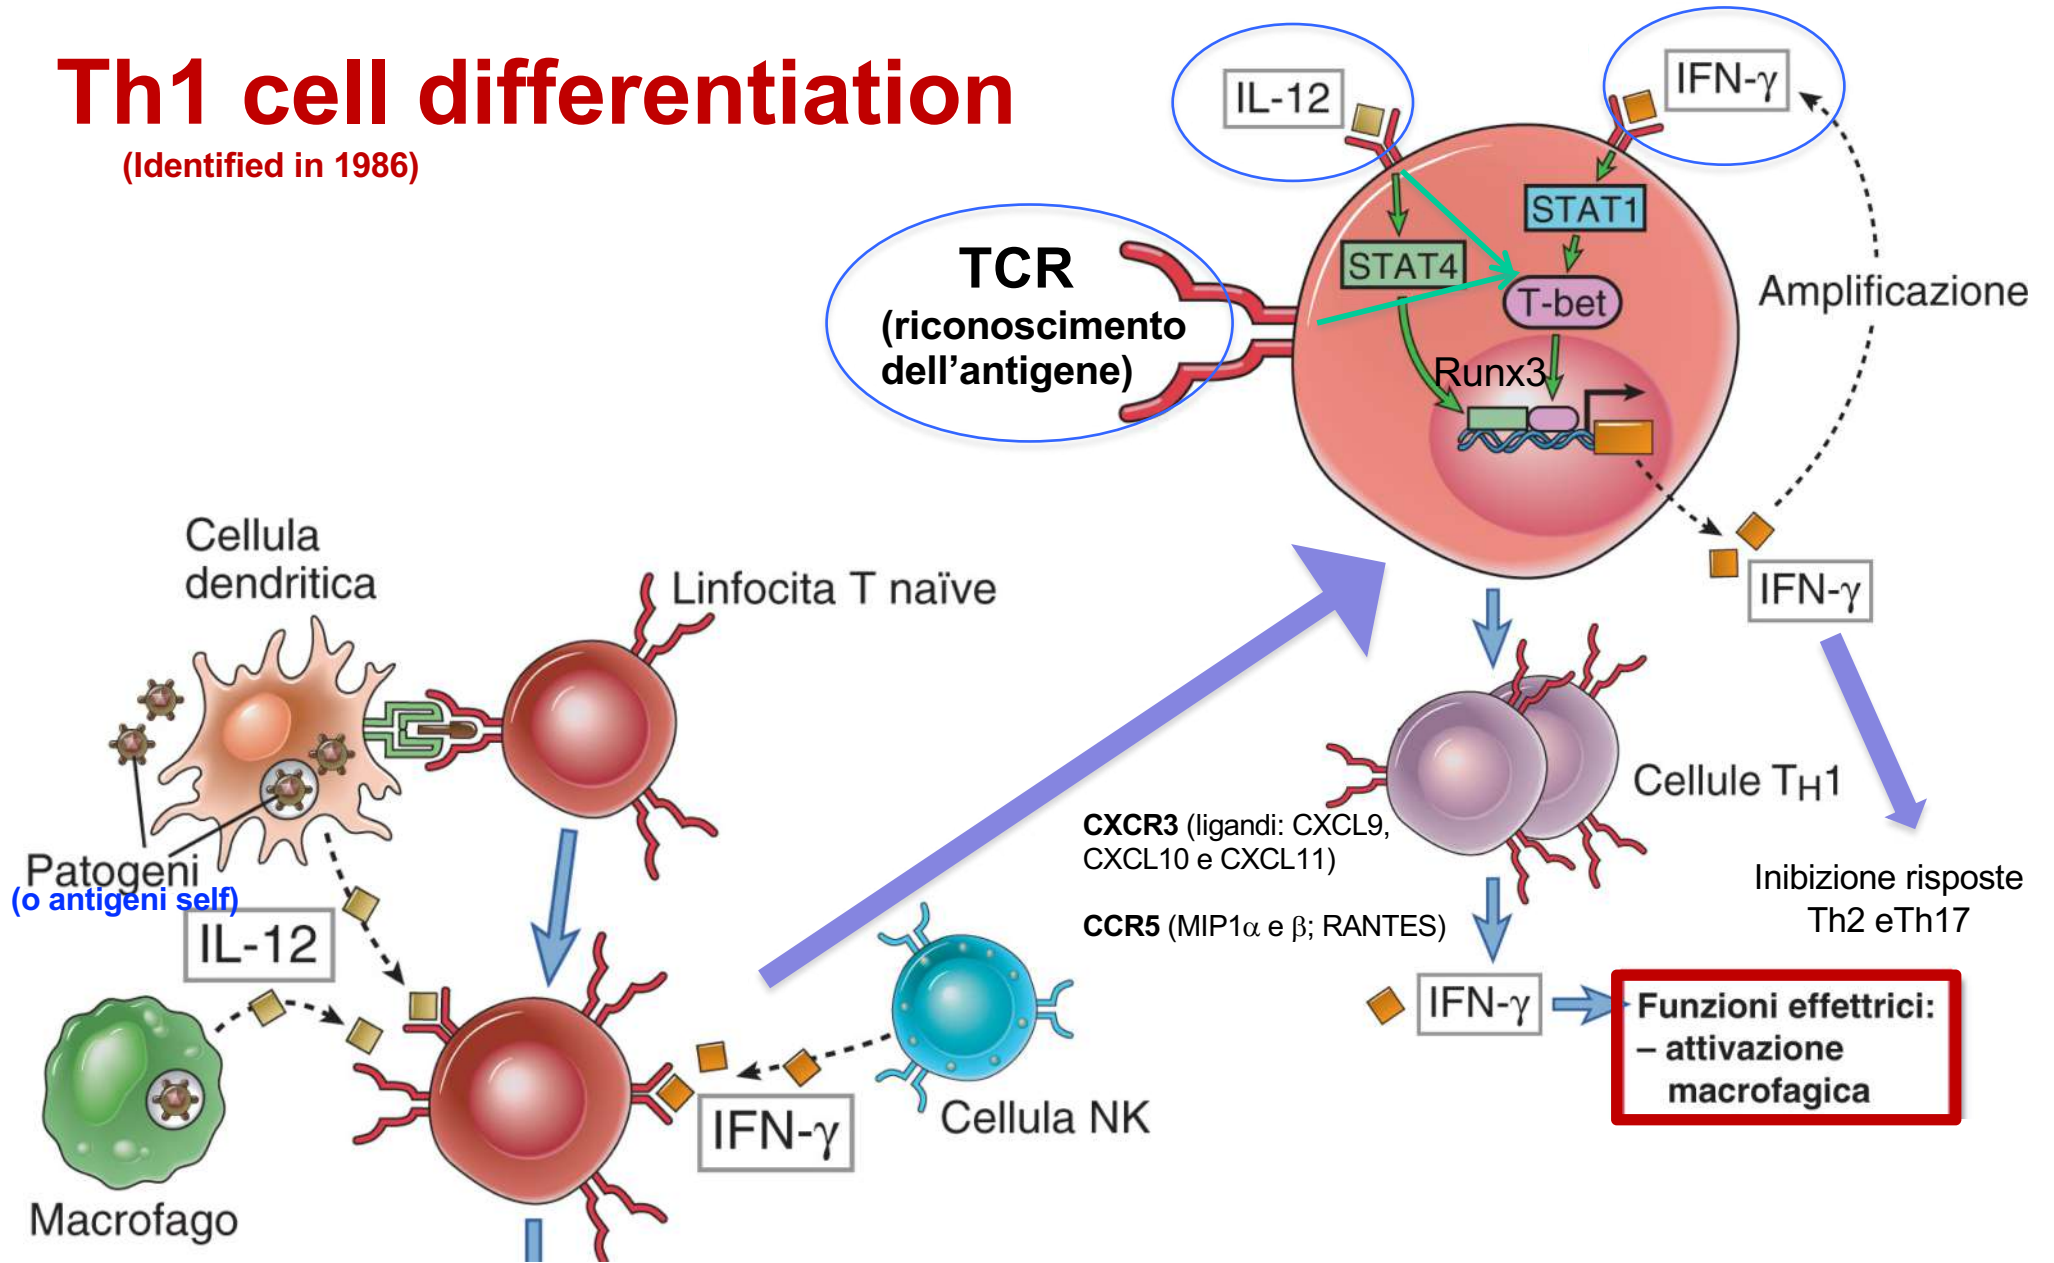 Th1 cell differentiation
(Identified in 1986)
IL-12
IFN-γ
STAT1
STAT4
T-bet
Runx3
TCR
(riconoscimento
dell’antigene)
Amplificazione
IFN-γ
Cellula
dendritica
Linfocita T naïve
Patogeni
(o antigeni self)
IL-12
Macrofago
IFN-γ
Cellula NK
Cellule TH1
CXCR3 (ligandi: CXCL9,
CXCL10 e CXCL11)
CCR5 (MIP1α e β; RANTES)
Inibizione risposte
Th2 eTh17
IFN-γ
Funzioni effettrici:
– attivazione
macrofagica